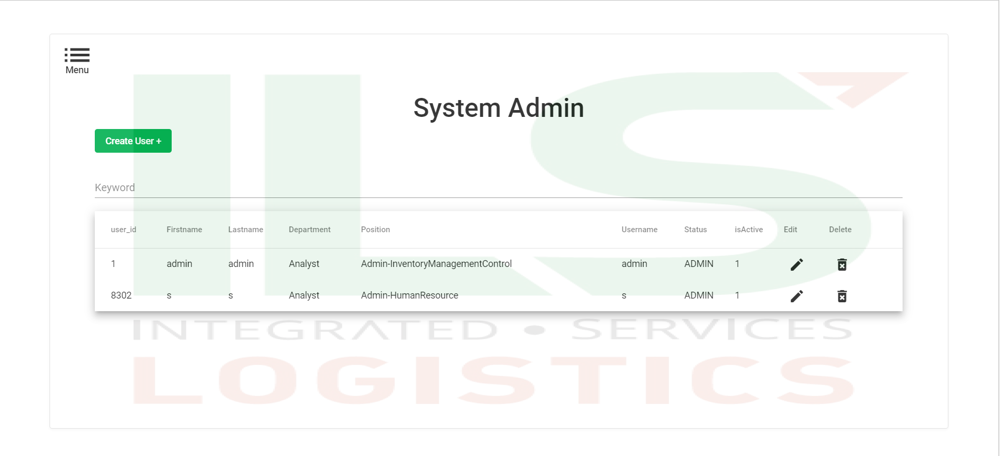 Menu
System Admin
Create User +
Keyword
user_id Firstname Lastname Department Position Username Status isActive Edit Delete
1 admin admin Analyst Admin-InventoryManagementControl admin ADMIN 1
8302 s s Analyst Admin-HumanResource s ADMIN 1
ILS
INTEGRATED • SERVICES
LOGISTICS